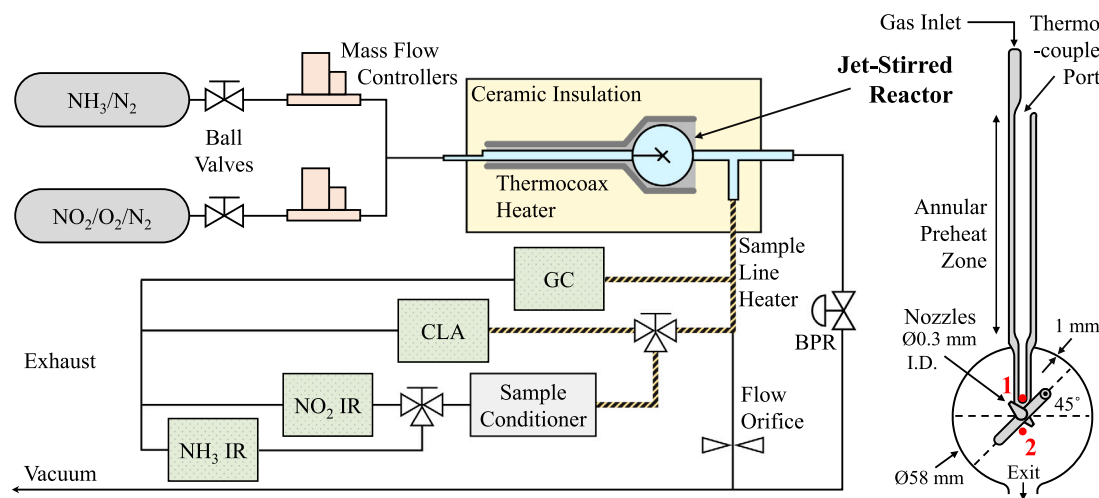 NH3/N2
Ball
Valves
NO2/O2/N2
Mass Flow
Controllers
Ceramic Insulation
Thermocoax
Heater
Jet-Stirred
Reactor
Sample
Line
Heater
BPR
GC
CLA
NO2 IR
NH3 IR
Sample
Conditioner
Flow
Orifice
Exhaust
Vacuum
Gas Inlet
Thermo
-couple
Port
Annular
Preheat
Zone
Nozzles
Ø0.3 mm
I.D.
1 mm
1
45°
2
Ø58 mm
Exit